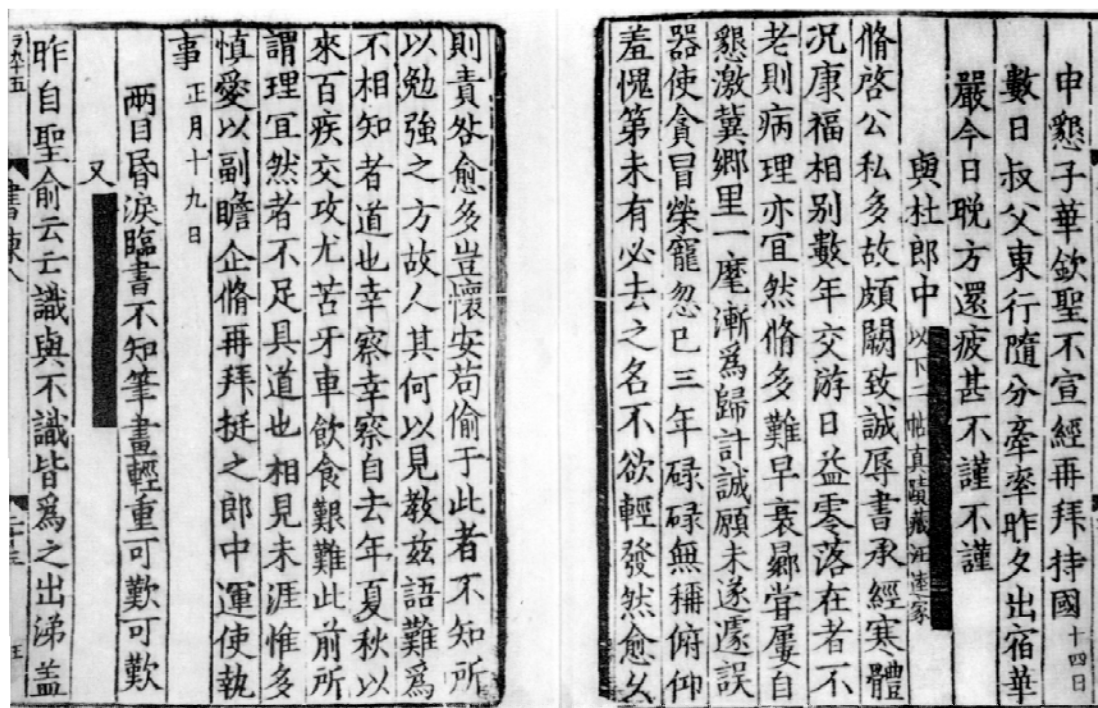 申懇子華欽聖不宣經再拜持國十四日
數日叔父東行隨分牽率昨夕出宿華
嚴今日晚方還疲甚不謹不謹
與杜郎中以下二帖真蹟藏汪逵家
脩啓公私多故頗闕致誠辱書承經寒體
况康福相别數年交游日益零落在者不
老則病理亦宜然脩多難早衰曏嘗屢自
懇激兾鄉里一麾漸爲歸計誠願未遂遽誤
器使貪冒榮寵忽已三年碌碌無稱俯仰
羞愧第未有必去之名不欲輕發然愈乆
則責咎愈多豈懷安苟偷于此者不知所
以勉強之方故人其何以見教兹語難爲
不相知者道也幸察幸察自去年夏秋以
來百疾交攻尤苦牙車飲食艱難此前所
謂理宜然者不足具道也相見未涯惟多
慎愛以副瞻企脩再拜挺之郎中運使執
事正月十九日
兩目昬淚臨書不知筆畫輕重可歎可歎
又
昨自聖俞云亡識與不識皆爲之出涕盖